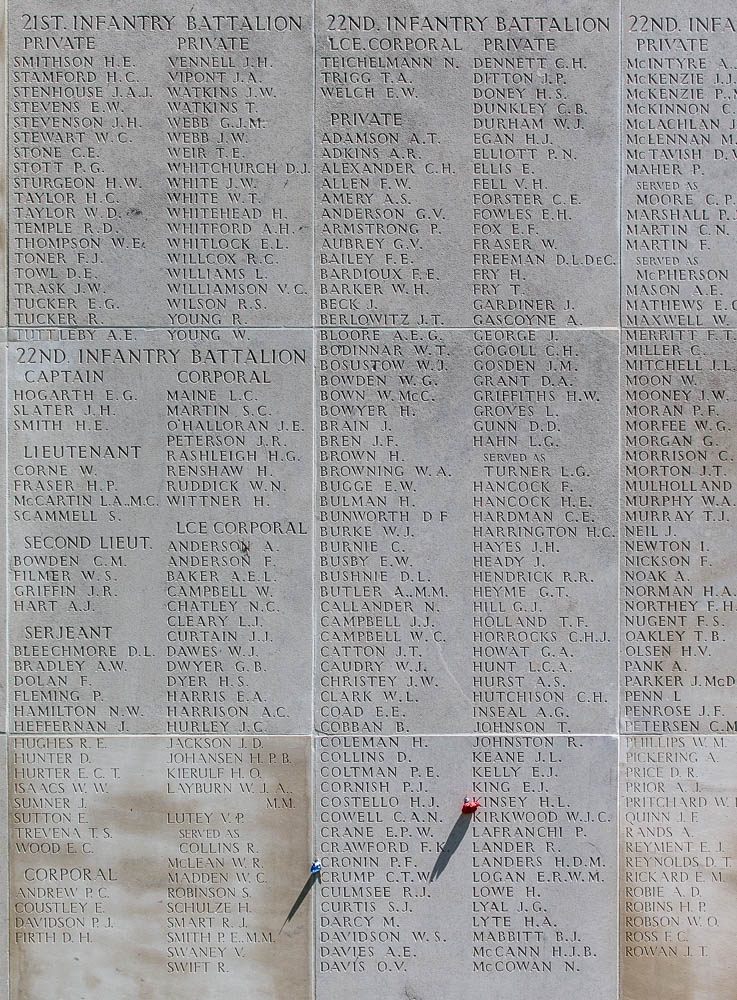 21ST. INFANTRY BATTALION
PRIVATE
SMITHSON H.E.
STAMFORD H.C.
STENHOUSE J.A.J.
STEVENS E.W.
STEVENSON J.H.
STEWART W.C.
STONE C.E.
STOTT P.G.
STURGEON H.W.
TAYLOR H.C.
TAYLOR W.D.
TEMPLE R.D.
THOMPSON W.E.
TONER F.J.
TOWL D.E.
TRASK J.W.
TUCKER E.G.
TUCKER R.
TUTTLEBY A.E.
PRIVATE
VENNELL J.H.
VIPONT J.A.
WATKINS J.W.
WATKINS T.
WEBB G.J.M.
WEBB J.W.
WEIR T.E.
WHITCHURCH D.J.
WHITE J.W.
WHITE W.T.
WHITEHEAD H.
WHITFORD A.H.
WHITLOCK E.L.
WILLCOX R.C.
WILLIAMS L.
WILLIAMSON V.C.
WILSON R.S.
YOUNG R.
YOUNG W.
22ND. INFANTRY BATTALION
CAPTAIN
HOGARTH E.G.
SLATER J.H.
SMITH H.E.
LIEUTENANT
CORNE W.
FRASER H.P.
McCARTIN L.A.,M.C.
SCAMMELL S.
SECOND LIEUT.
BOWDEN C.M.
FILMER W.S.
GRIFFIN J.R.
HART A.J.
SERJEANT
BLEECHMORE D.L.
BRADLEY A.W.
DOLAN F.
FLEMING P.
HAMILTON N.W.
HEFFERNAN J.
HUGHES R.E.
HUNTER D.
HURTER E.C.T.
ISAACS W.W.
SUMNER J.
SUTTON E.
TREVENA T.S.
WOOD E.C.
CORPORAL
ANDREW P.C.
COUSTLEY E.
DAVIDSON P.J.
FIRTH D.H.
CORPORAL
MAINE L.C.
MARTIN S.C.
O'HALLORAN J.E.
PETERSON J.R.
RASHLEIGH H.G.
RENSHAW H.
RUDDICK W.N.
WITTNER H.
LCE CORPORAL
ANDERSON A.
ANDERSON F.
BAKER A.E.L.
CAMPBELL W.
CHATLEY N.C.
CLEARY L.J.
CURTAIN J.J.
DAWES W.J.
DWYER G.B.
DYER H.S.
HARRIS E.A.
HARRISON A.C.
HURLEY J.C.
JACKSON J.D.
JOHANSEN H.P.B.
KIERULF H.O.
LAYBURN W.J.A.,
M.M.
LUTEY V.P.
SERVED AS
COLLINS R.
McLEAN W.R.
MADDEN W.C.
ROBINSON S.
SCHULZE H.
SMART R.J.
SMITH P.E.,M.M.
SWANEY V.
SWIFT R.
22ND. INFANTRY BATTALION
LCE.CORPORAL
TEICHELMANN N.
TRIGG T.A.
WELCH E.W.
PRIVATE
ADAMSON A.T.
ADKINS A.R.
ALEXANDER C.H.
ALLEN F.W.
AMERY A.S.
ANDERSON G.V.
ARMSTRONG P.
AUBREY G.V.
BAILEY F.E.
BARDIOUX F.E.
BARKER W.H.
BECK J.
BERLOWITZ J.T.
BLOORE A.E.G.
BODINNAR W.T.
BOSUSTOW W.J.
BOWDEN W.G.
BOWN W.McC.
BOWYER H.
BRAIN J.
BREN J.F.
BROWN H.
BROWNING W.A.
BUGGE E.W.
BULMAN H.
BUNWORTH D F
BURKE W.J.
BURNIE C.
BUSBY E.W.
BUSHNIE D.L.
BUTLER A.,M.M.
CALLANDER N.
CAMPBELL J.J.
CAMPBELL W.C.
CATTON J.T.
CAUDRY W.J.
CHRISTEY J.W.
CLARK W.L.
COAD E.E.
COBBAN B.
COLEMAN H.
COLLINS D.
COLTMAN P.E.
CORNISH P.J.
COSTELLO H.J.
COWELL C.A.N.
CRANE E.P.W.
CRAWFORD F.K.
CRONIN P.F.
CRUMP C.T.W.
CULMSEE R.J.
CURTIS S.J.
DARCY M.
DAVIDSON W.S.
DAVIES A.E.
DAVIS O.V.
PRIVATE
DENNETT C.H.
DITTON J.P.
DONEY H.S.
DUNKLEY C.B.
DURHAM W.J.
EGAN H.J.
ELLIOTT P.N.
ELLIS E.
FELL V.H.
FORSTER C.E.
FOWLES E.H.
FOX E.F.
FRASER W.
FREEMAN D.L.DeC.
FRY H.
FRY T.
GARDINER J.
GASCOYNE A.
GEORGE J.
GOGOLL C.H.
GOSDEN J.M.
GRANT D.A.
GRIFFITHS H.W.
GROVES L.
GUNN D.D.
HAHN L.G.
SERVED AS
TURNER L.G.
HANCOCK F.
HANCOCK H.E.
HARDMAN C.E.
HARRINGTON H.C.
HAYES J.H.
HEADY J.
HENDRICK R.R.
HEYME G.T.
HILL G.J.
HOLLAND T.F.
HORROCKS C.H.J.
HOWAT G.A.
HUNT L.C.A.
HURST A.S.
HUTCHISON C.H.
INSEAL A.G.
JOHNSON T.
JOHNSTON R.
KEANE J.L.
KELLY E.J.
KING E.J.
KINSEY H.L.
KIRKWOOD W.J.C.
LAFRANCHI P.
LANDER R.
LANDERS H.D.M.
LOGAN E.R.W.M.
LOWE H.
LYAL J.G.
LYTE H.A.
MABBITT B.J.
McCANN H.J.B.
McCOWAN N.
22ND. INFA
PRIVATE
McINTYRE A.
McKENZIE J.J.
McKENZIE P.
McKINNON C.
McLACHLAN J.
McLENNAN M.
McTAVISH D.
MAHER P.
SERVED AS
MOORE C.P.
MARSHALL P.
MARTIN C.N.
MARTIN F.
SERVED AS
McPHERSON
MASON A.E.
MATHEWS E.
MAXWELL W.
MERRITT F.T.
MILLER C.
MITCHELL J.L.
MOON W.
MOONEY J.W.
MORAN P.F.
MORFEE W.G.
MORGAN G.
MORRISON C.
MORTON J.T.
MULHOLLAND
MURPHY W.A.
MURRAY T.J.
NEIL J.
NEWTON I.
NICKSON F.
NOAK A.
NORMAN H.A.
NORTHEY F.H.
NUGENT F.S.
OAKLEY T.B.
OLSEN H.V.
PANK A.
PARKER J.McD
PENN L
PENROSE J.F.
PETERSEN C.M
PHILLIPS W.M.
PICKERING A.
PRICE D.R.
PRIOR A.J.
PRITCHARD W.
QUINN J.F.
RANDS A.
REYMENT E.J.
REYNOLDS D.T.
RICKARD E.M.
ROBIE A.D.
ROBINS H.P.
ROBSON W.O.
ROSS F.C.
ROWAN J.T.